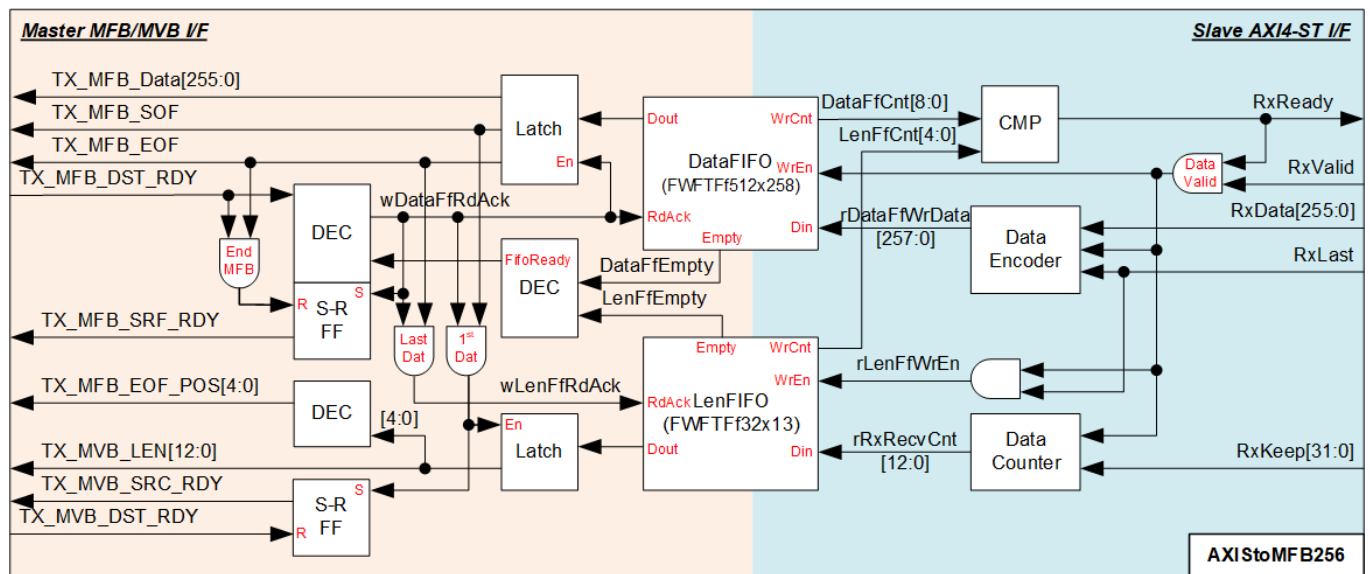 Master MFB/MVB I/F
Slave AXI4-ST I/F
TX_MFB_Data[255:0]
TX_MFB_SOF
TX_MFB_EOF
TX_MFB_DST_RDY
Latch
En
Dout
WrCnt
DataFIFO
(FWFTFf512x258)
WrEn
RdAck
Din
Empty
DataFfCnt[8:0]
LenFfCnt[4:0]
CMP
RxReady
Data
Valid
RxValid
RxData[255:0]
RxLast
wDataFfRdAck
rDataFfWrData
[257:0]
Data
Encoder
DEC
End
MFB
FifoReady
DEC
DataFfEmpty
LenFfEmpty
S
R
S-R
FF
TX_MFB_SRF_RDY
Last
Dat
1st
Dat
Empty
WrCnt
WrEn
RdAck
LenFIFO
(FWFTFf32x13)
Dout
Din
rLenFfWrEn
wLenFfRdAck
TX_MFB_EOF_POS[4:0]
DEC
[4:0]
En
Latch
rRxRecvCnt
[12:0]
Data
Counter
RxKeep[31:0]
TX_MVB_LEN[12:0]
TX_MVB_SRC_RDY
TX_MVB_DST_RDY
S
R
S-R
FF
AXIStoMFB256